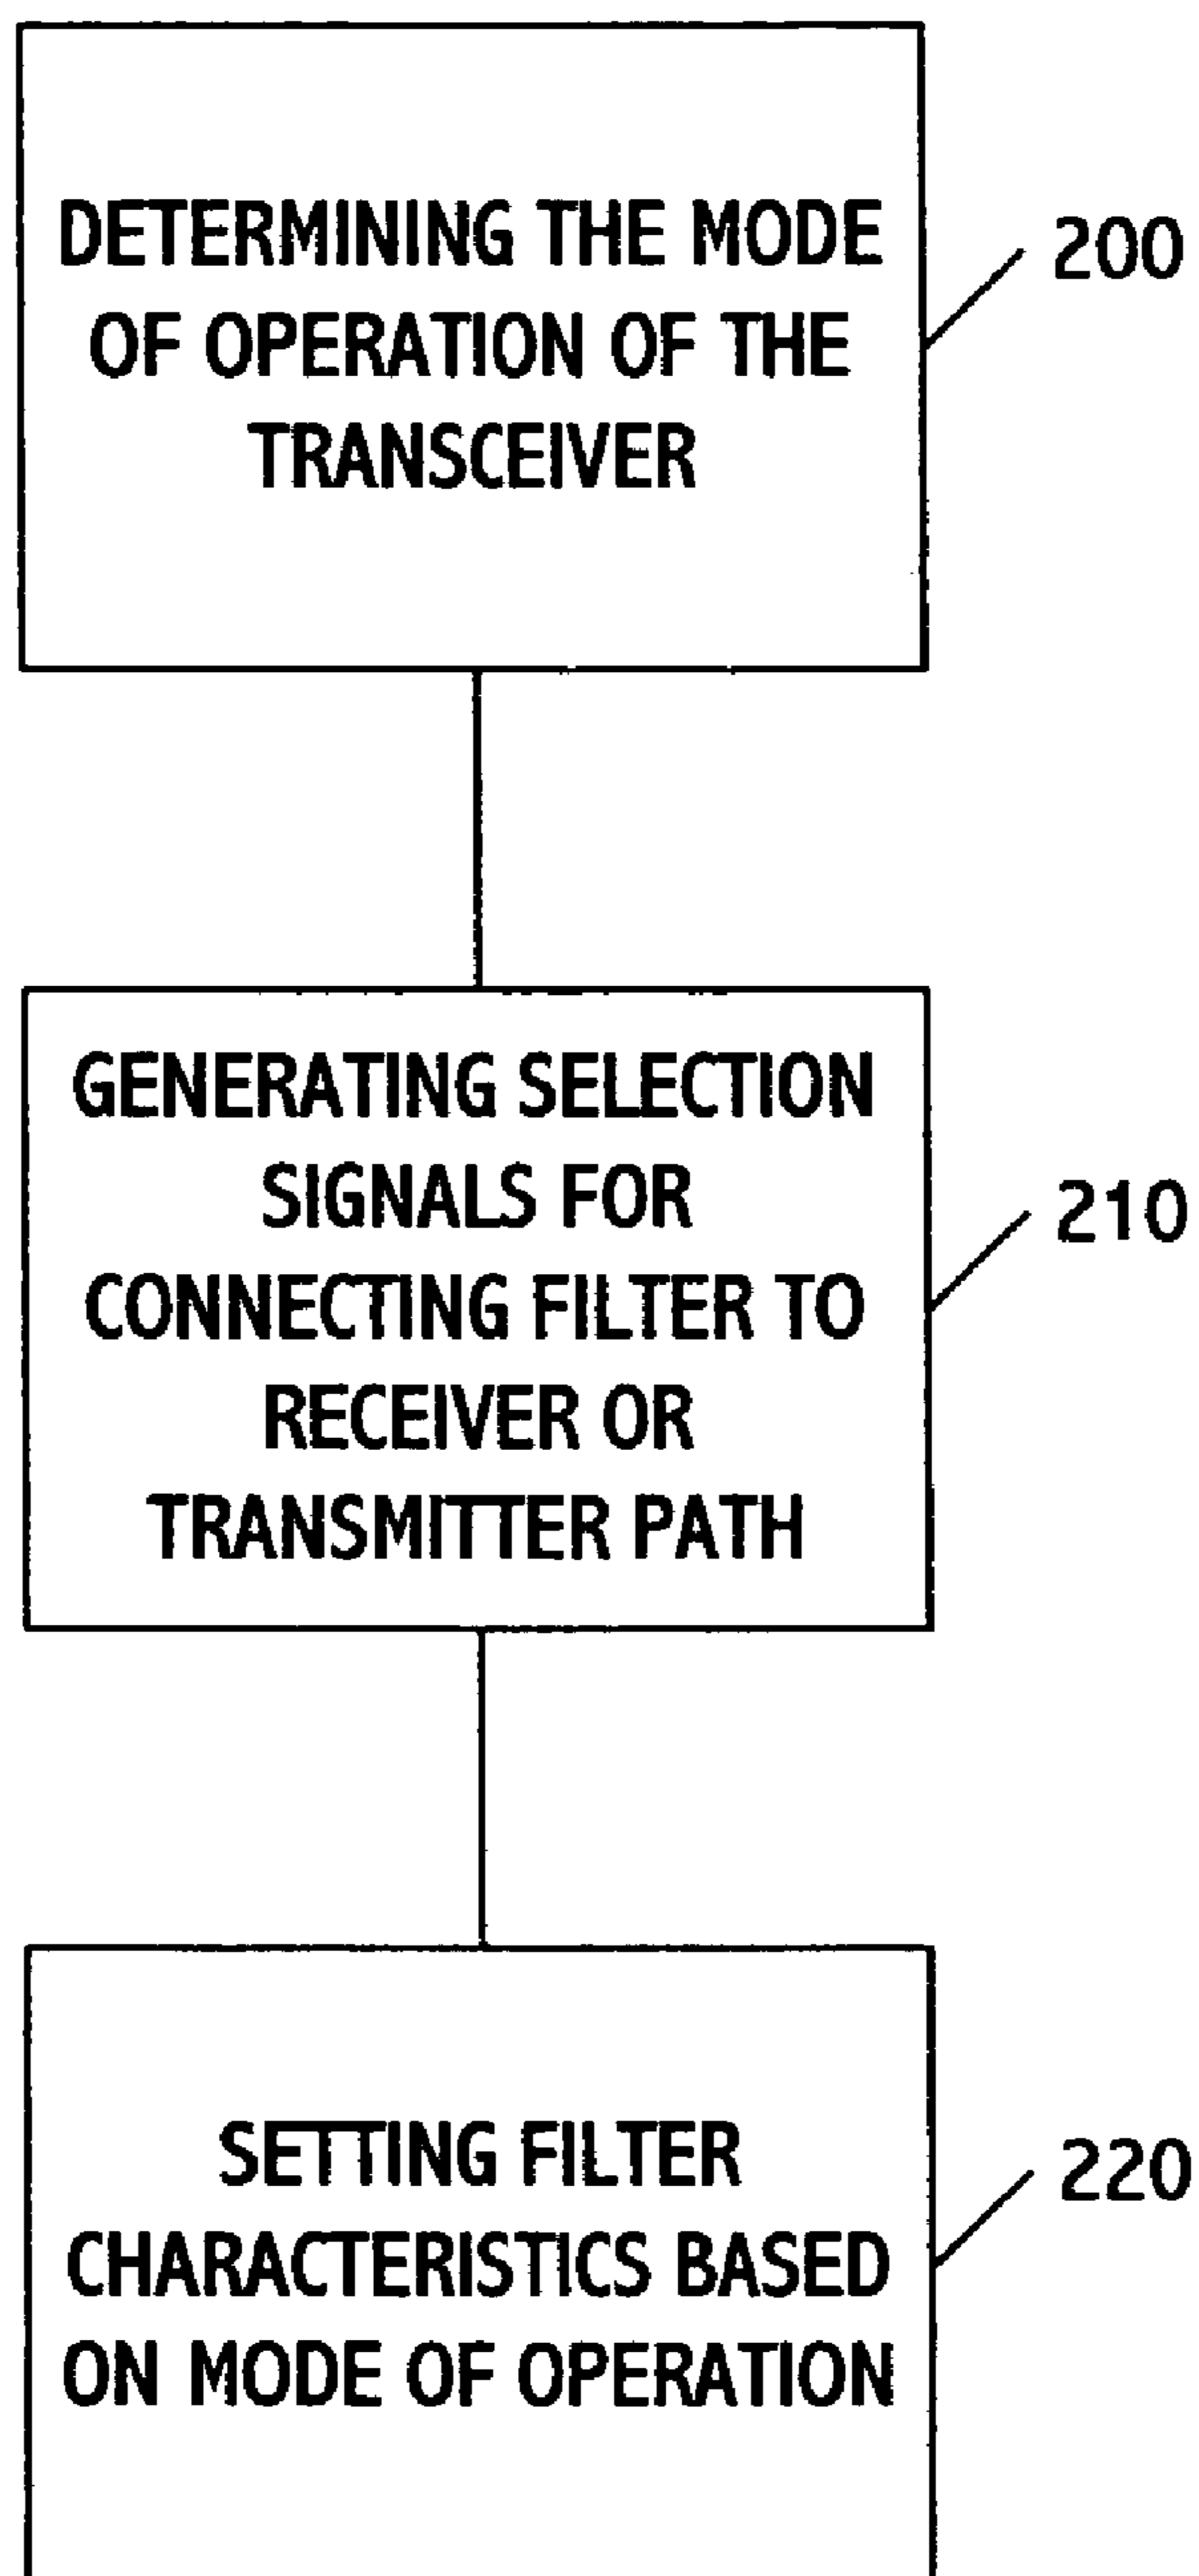 DETERMINING THE MODE
OF OPERATION OF THE
TRANSCEIVER
200
GENERATING SELECTION
SIGNALS FOR
CONNECTING FILTER TO
RECEIVER OR
TRANSMITTER PATH
210
SETTING FILTER
CHARACTERISTICS BASED
ON MODE OF OPERATION
220